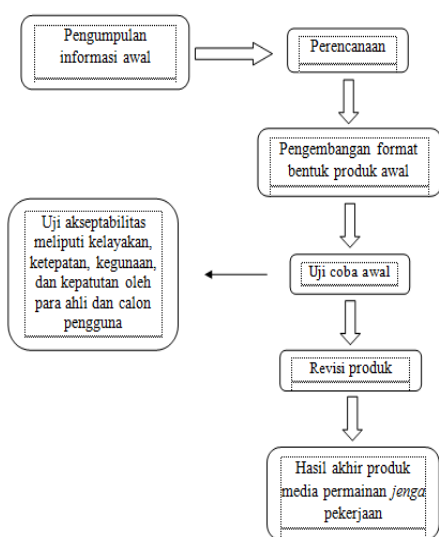 Pengumpulan
informasi awal
Perencanaan
Pengembangan format
bentuk produk awal
Uji akseptabilitas
meliputi kelayakan,
ketepatan, kegunaan,
dan kepatutan oleh
para ahli dan calon
pengguna
Uji coba awal
Revisi produk
Hasil akhir produk
media permainan jenga
pekerjaan